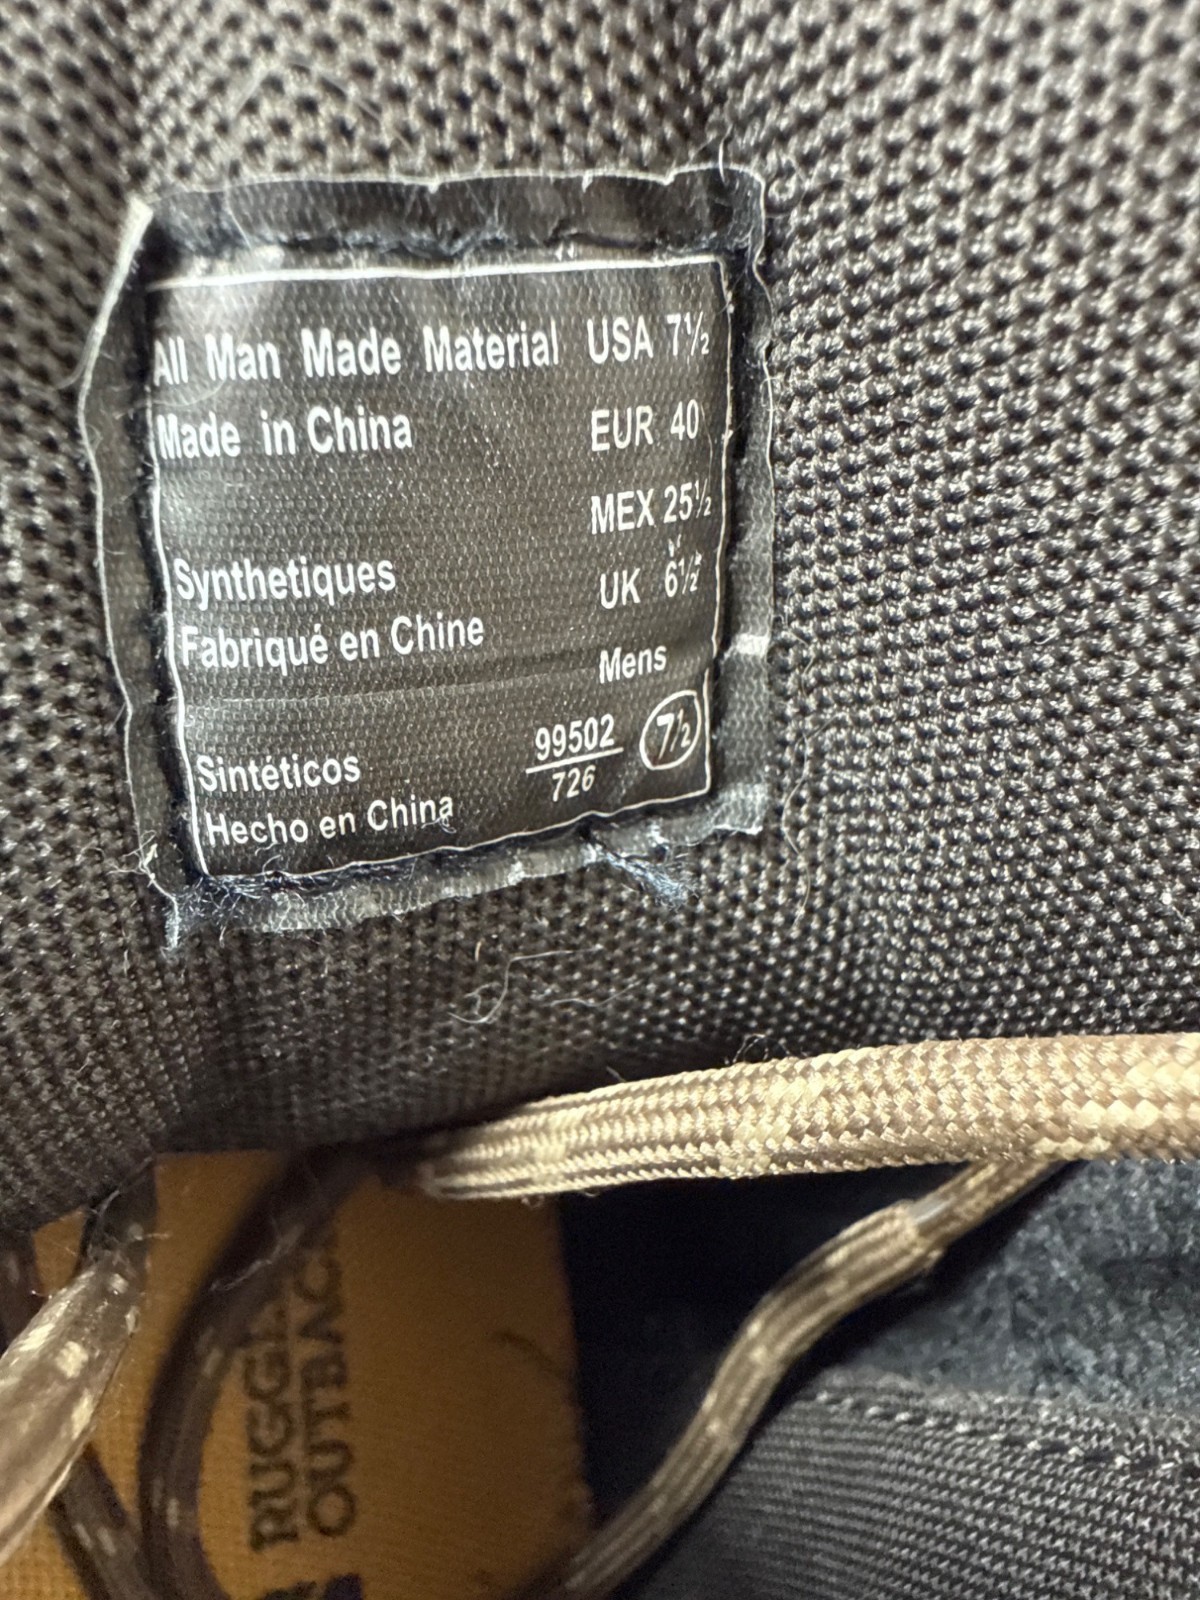 All Man Made Material USA 7½
Made in China EUR 40
MEX 25½
Synthetiques UK 6½
Fabriqué en Chine
Mens
Sintéticos 99502 7½
726
Hecho en China
OUTBAC